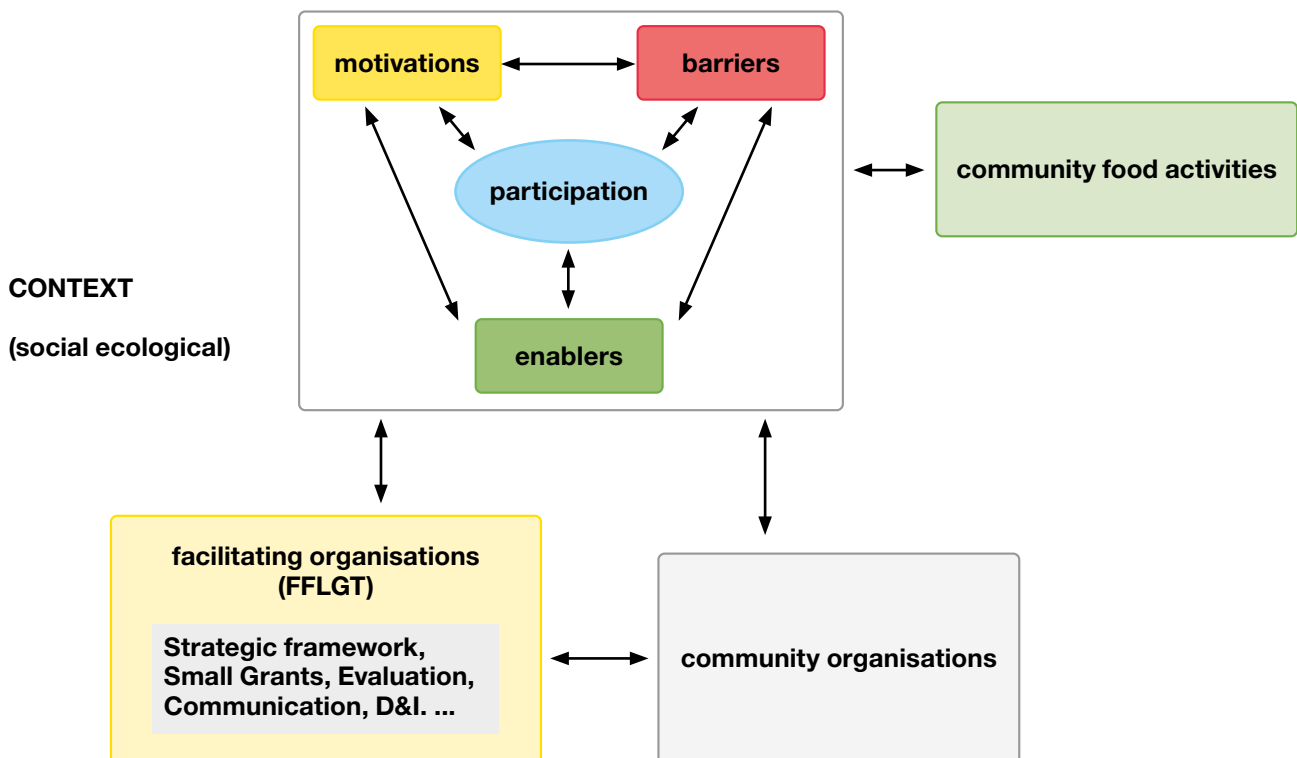 motivations
barriers
participation
community food activities
CONTEXT
(social ecological)
enablers
facilitating organisations
(FFLGT)
Strategic framework,
Small Grants, Evaluation,
Communication, D&I. ...
community organisations